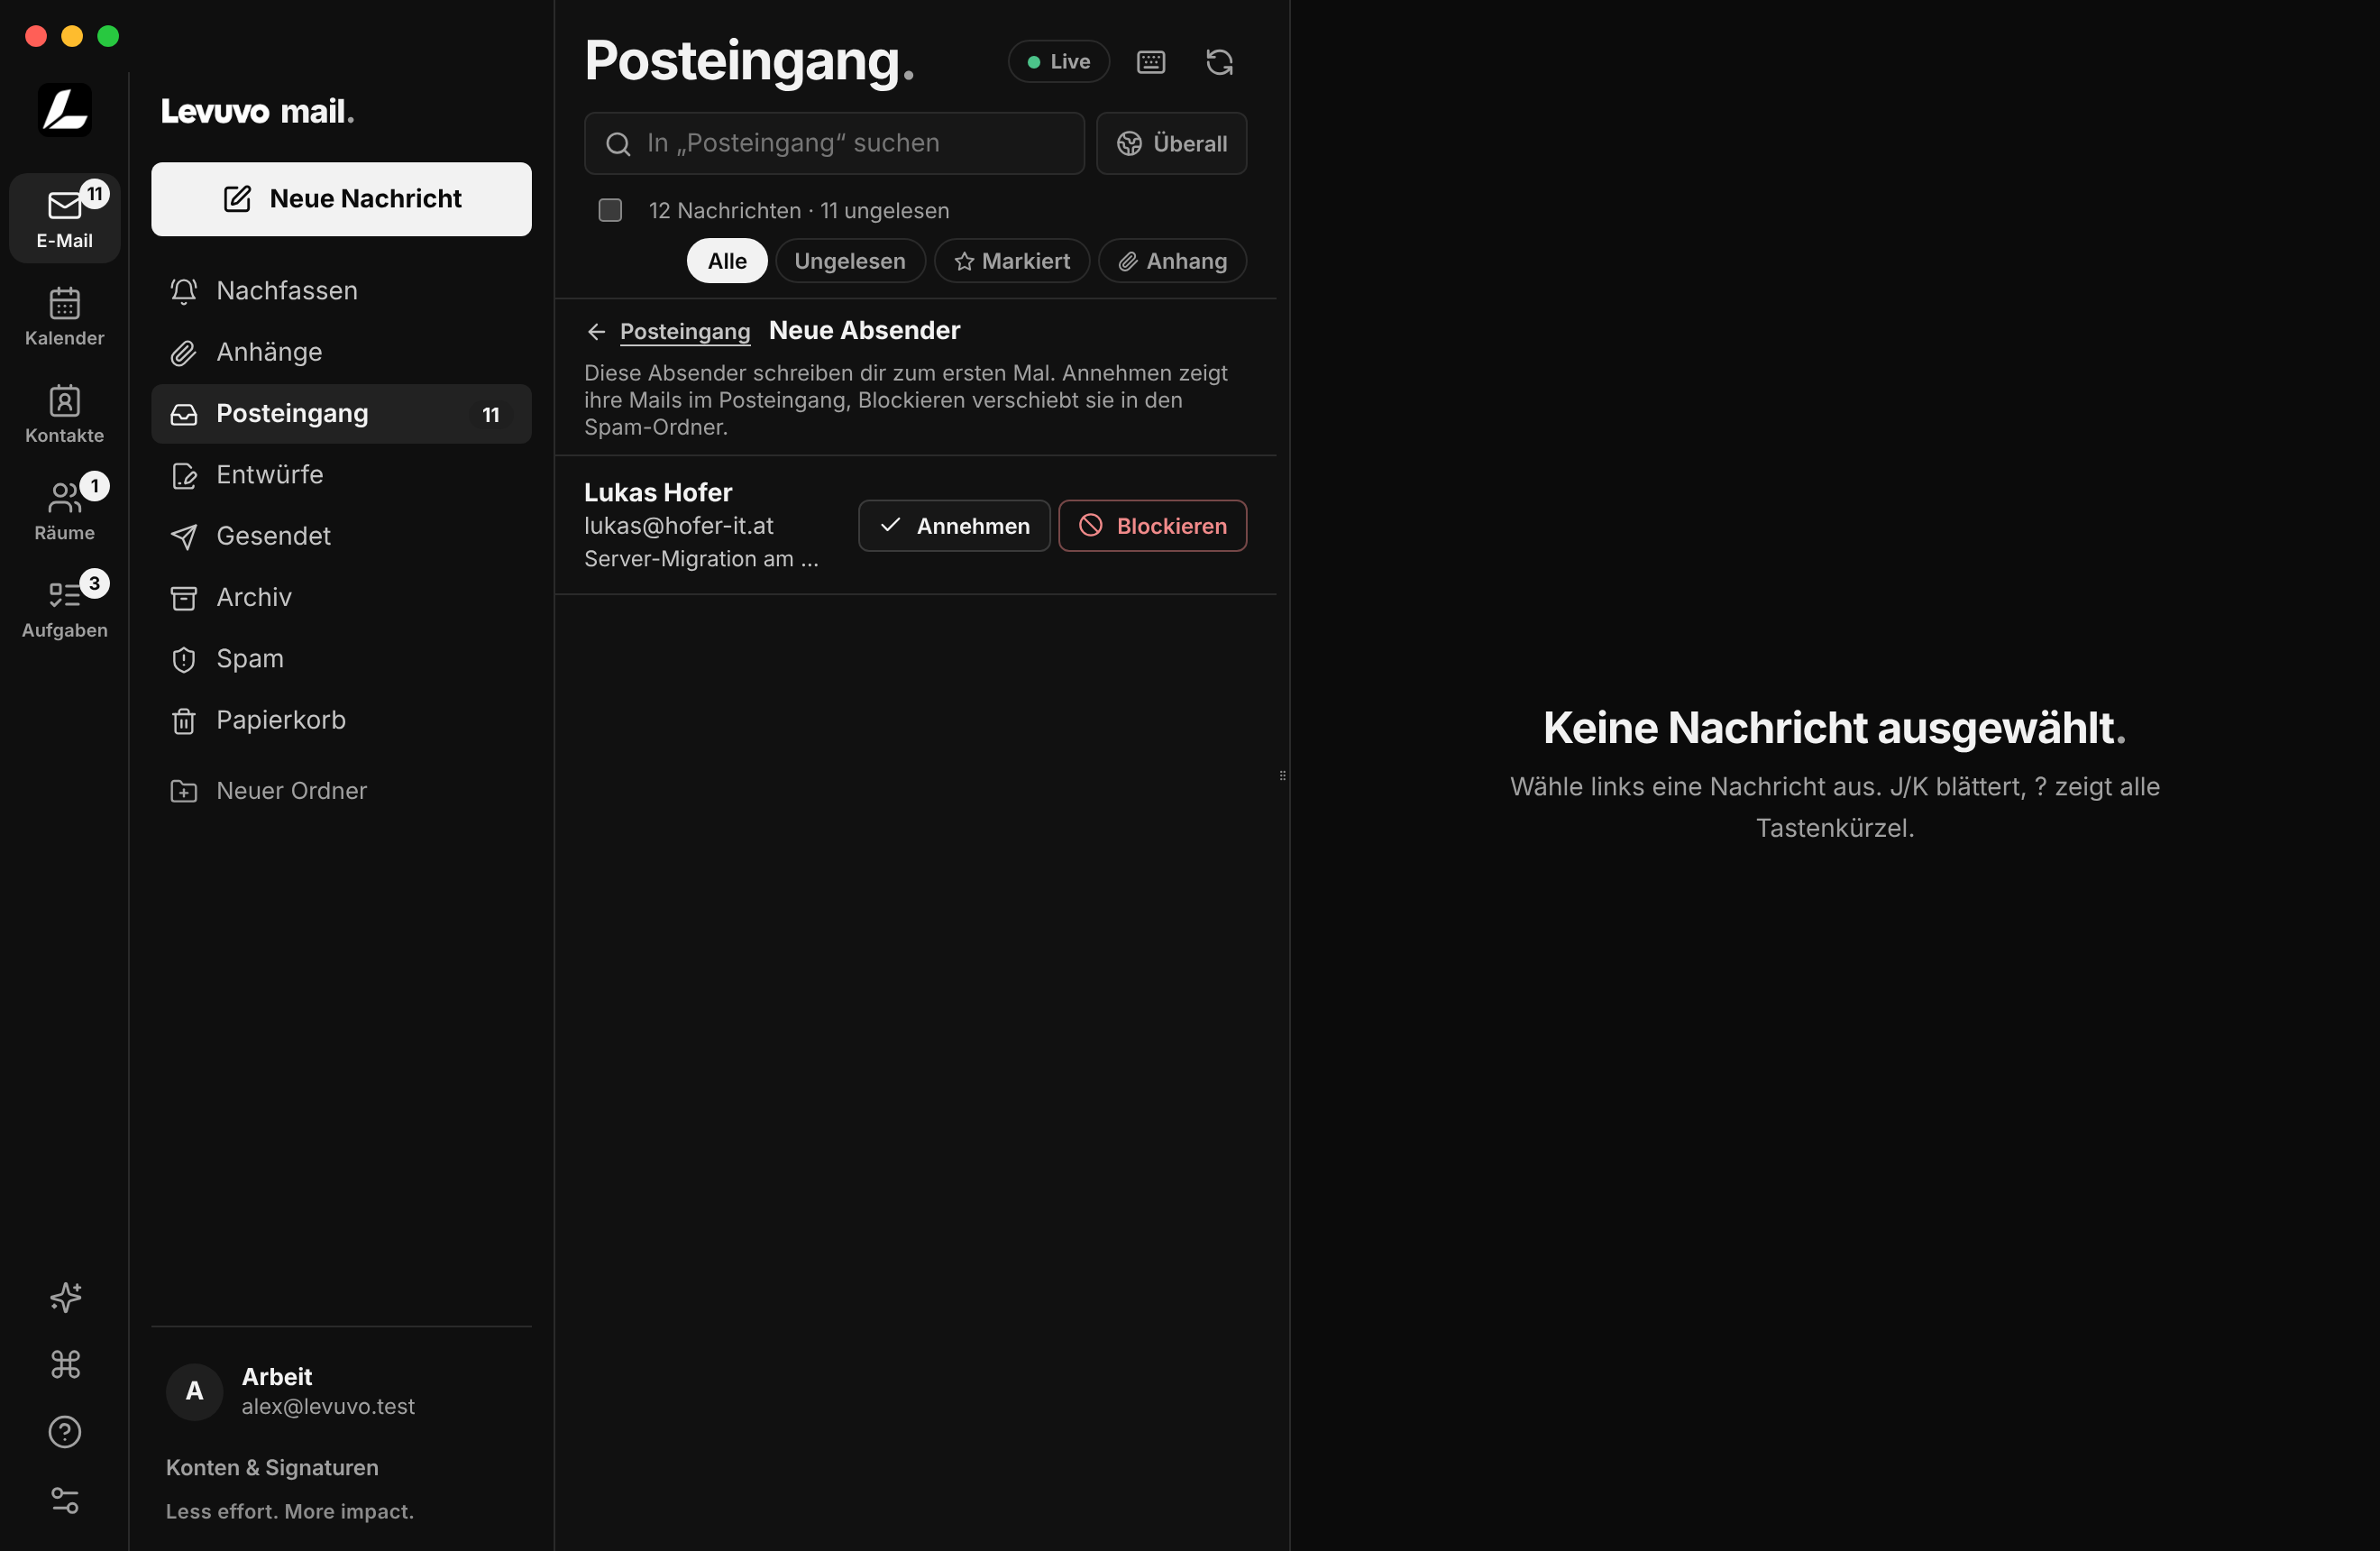 11
E-Mail
Kalender
Kontakte
1
Räume
3
Aufgaben
Levuvo mail.
Neue Nachricht
Nachfassen
Anhänge
Posteingang 11
Entwürfe
Gesendet
Archiv
Spam
Papierkorb
Neuer Ordner
A
Arbeit
alex@levuvo.test
Konten & Signaturen
Less effort. More impact.
Posteingang.
Live
In „Posteingang“ suchen
Überall
12 Nachrichten · 11 ungelesen
Alle Ungelesen Markiert Anhang
Posteingang Neue Absender
Diese Absender schreiben dir zum ersten Mal. Annehmen zeigt
ihre Mails im Posteingang, Blockieren verschiebt sie in den
Spam-Ordner.
Lukas Hofer
lukas@hofer-it.at
Server-Migration am ...
Annehmen Blockieren
Keine Nachricht ausgewählt.
Wähle links eine Nachricht aus. J/K blättert, ? zeigt alle
Tastenkürzel.